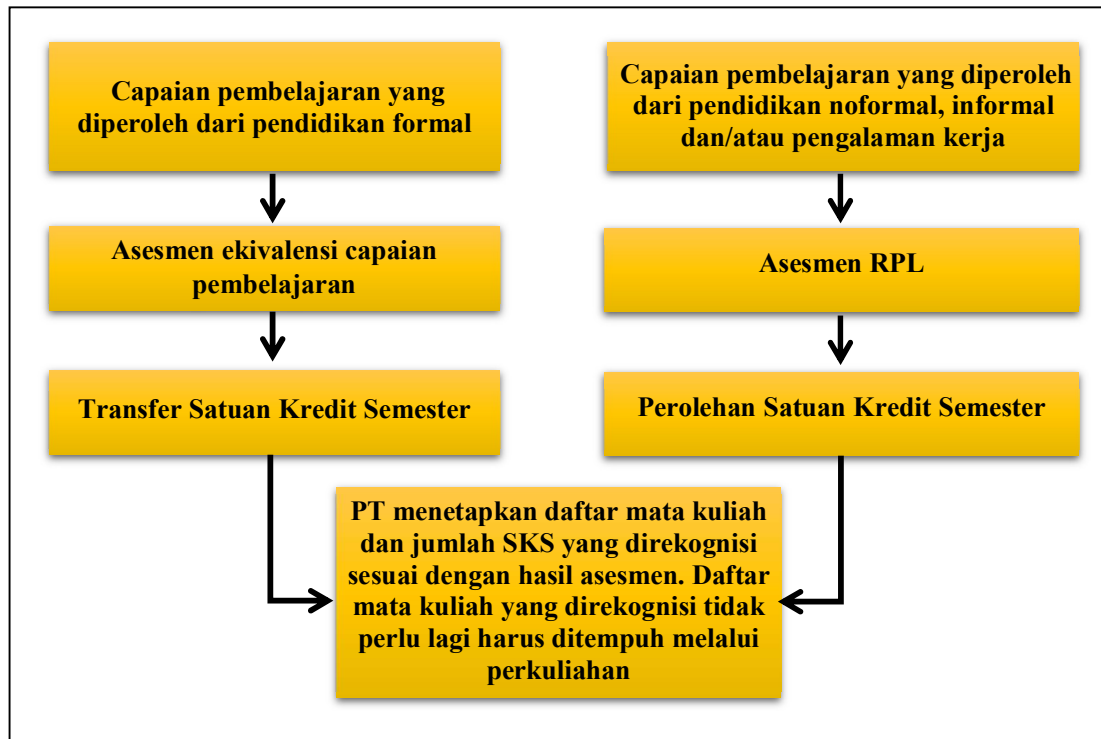 Capaian pembelajaran yang
diperoleh dari pendidikan formal
Asesmen ekivalensi capaian
pembelajaran
Transfer Satuan Kredit Semester
Capaian pembelajaran yang diperoleh
dari pendidikan noformal, informal
dan/atau pengalaman kerja
Asesmen RPL
Perolehan Satuan Kredit Semester
PT menetapkan daftar mata kuliah
dan jumlah SKS yang direkognisi
sesuai dengan hasil asesmen. Daftar
mata kuliah yang direkognisi tidak
perlu lagi harus ditempuh melalui
perkuliahan